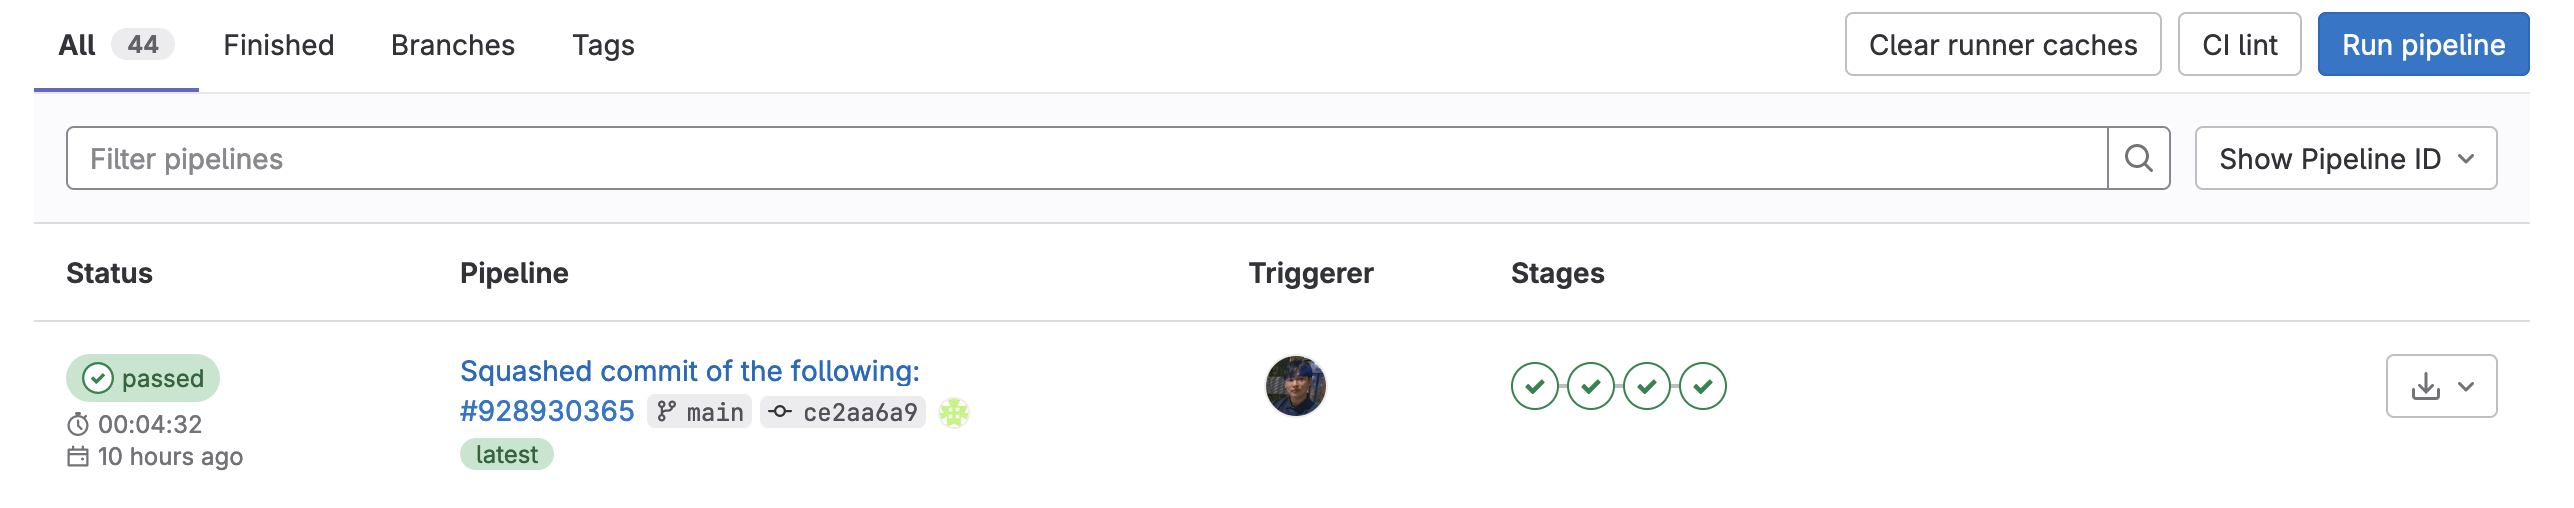 All 44 Finished Branches Tags Clear runner caches CI lint Run pipeline
Filter pipelines Show Pipeline ID
Status Pipeline Triggerer Stages
passed Squashed commit of the following:
00:04:32 #928930365 main ce2aa6a9
10 hours ago latest